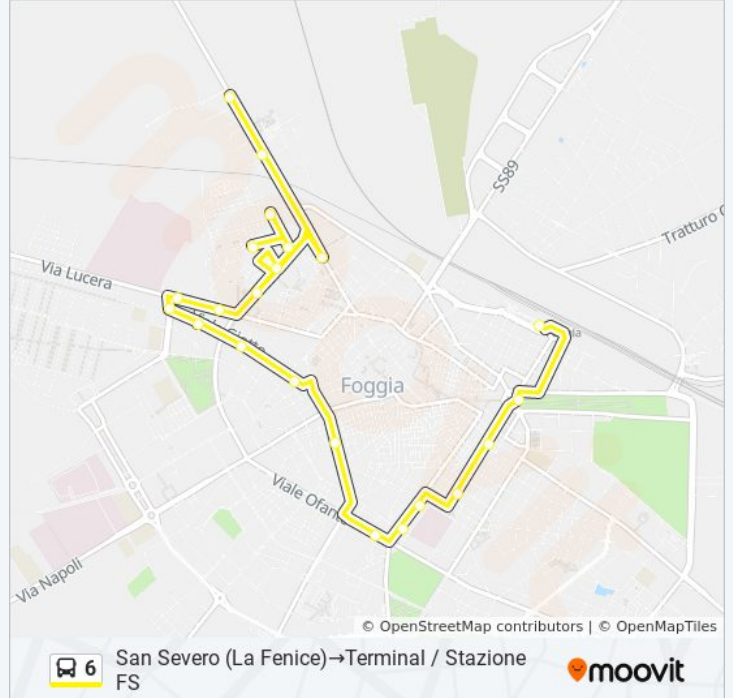 SS89
Tratturo
Via Lucera
Foggia
Viale Ofanto
Via Napoli
© OpenStreetMap contributors | © OpenMapTiles
6
San Severo (La Fenice)→Terminal / Stazione
FS
moovit